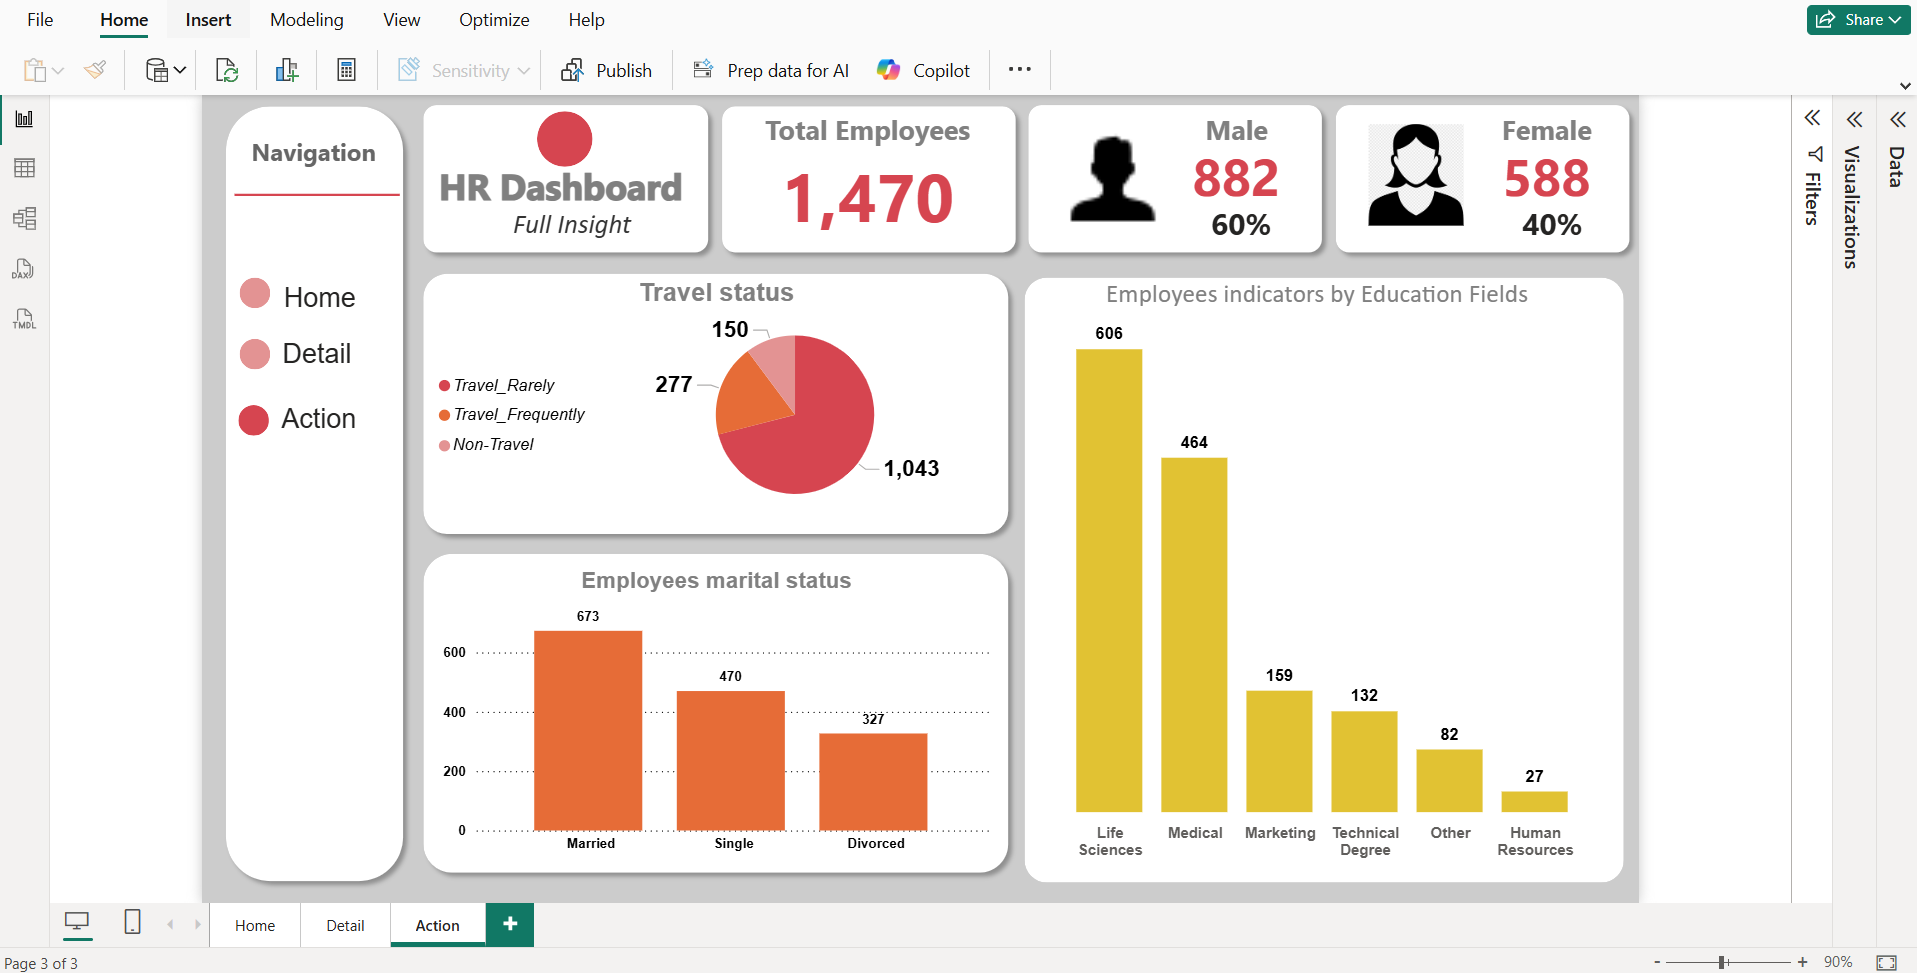 File Home Insert Modeling View Optimize Help Share
Sensitivity Publish Prep data for AI Copilot
DAX
TMDL
Navigation
Home
Detail
Action
HR Dashboard
Full Insight
Total Employees
1,470
Male
882
60%
Female
588
40%
Travel status
Travel_Rarely
Travel_Frequently
Non-Travel
150
277
1,043
Employees marital status
673
470
327
600
400
200
0
Married Single Divorced
Employees indicators by Education Fields
606
464
159
132
82
27
Life Sciences
Medical
Marketing
Technical Degree
Other
Human Resources
Filters
Visualizations
Data
Home Detail Action
Page 3 of 3
90%